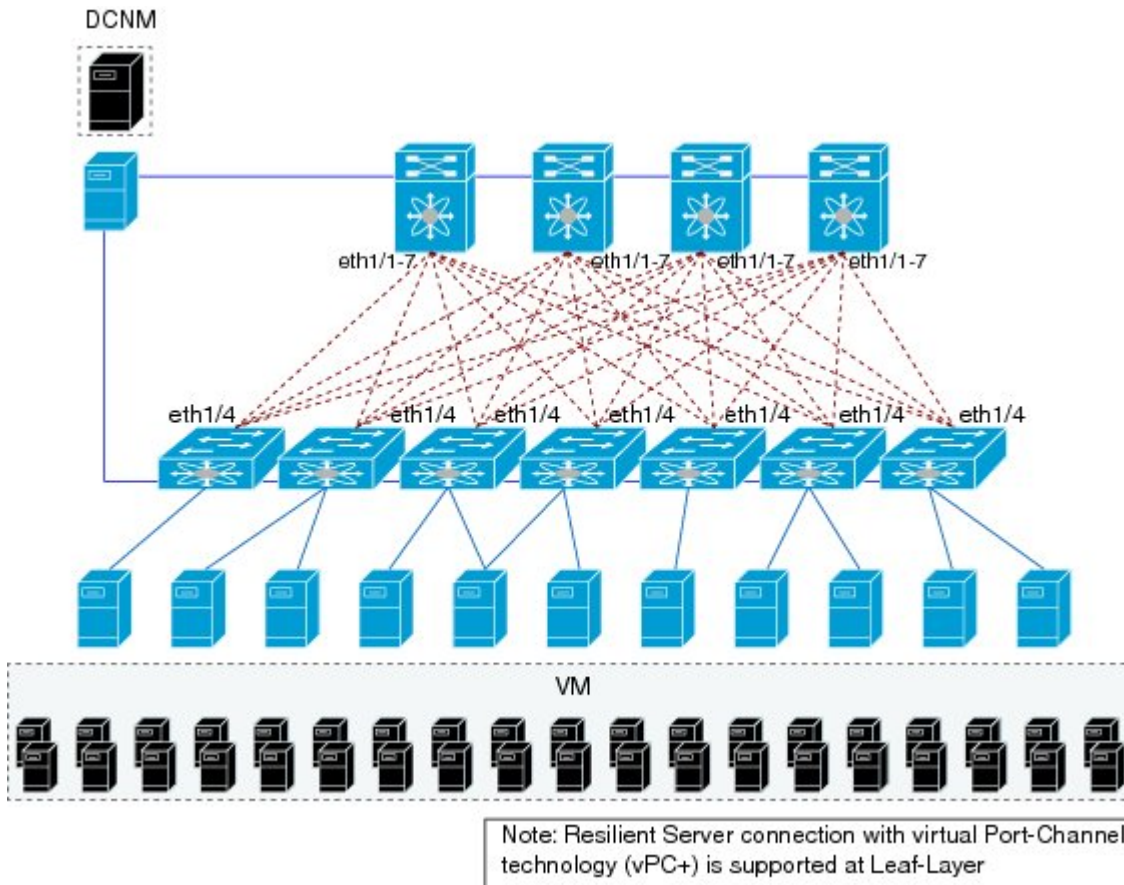 DCNM
eth1/1-7
eth1/1-7
eth1/1-7
eth1/1-7
eth1/4
eth1/4
eth1/4
eth1/4
eth1/4
eth1/4
eth1/4
VM
Note: Resilient Server connection with virtual Port-Channel
technology (vPC+) is supported at Leaf-Layer